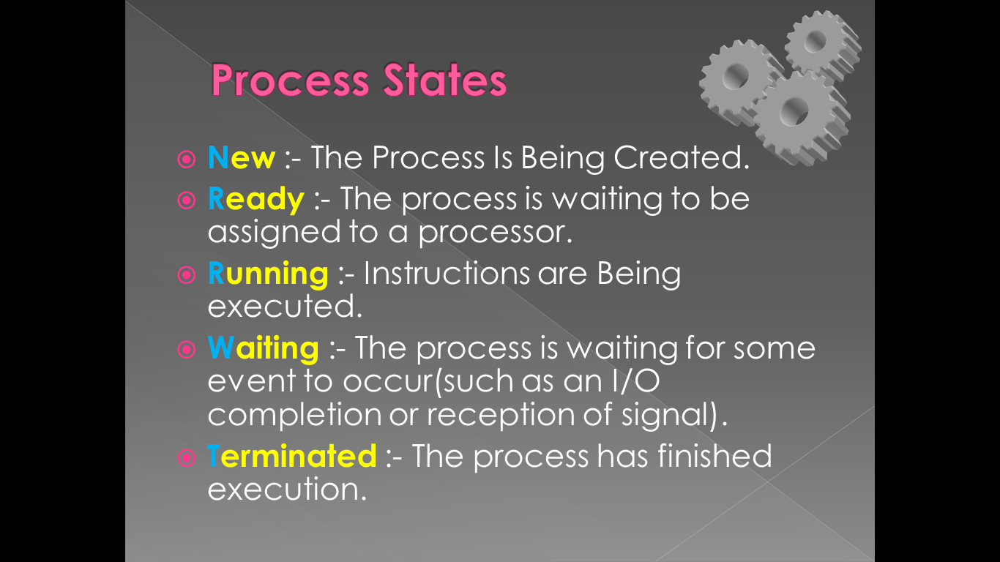 Process States
New :- The Process Is Being Created.
Ready :- The process is waiting to be
assigned to a processor.
Running :- Instructions are Being
executed.
Waiting :- The process is waiting for some
event to occur(such as an I/O
completion or reception of signal).
Terminated :- The process has finished
execution.